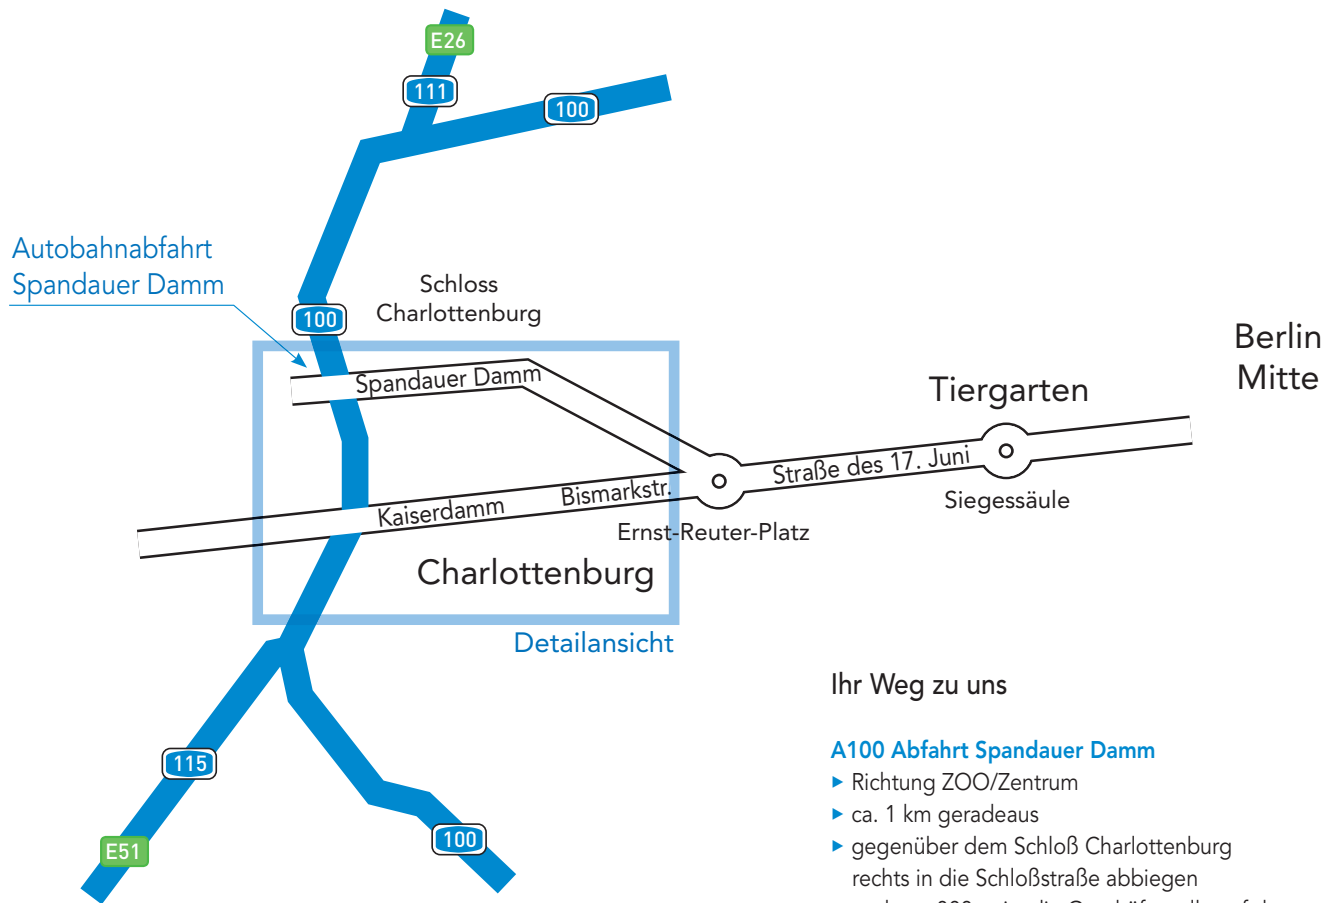 E26
111
100
Autobahnabfahrt
Spandauer Damm
Schloss
Charlottenburg
100
Berlin
Mitte
Spandauer Damm
Tiergarten
Straße des 17. Juni
Bismarkstr.
Kaiserdamm
Siegessäule
Ernst-Reuter-Platz
Charlottenburg
Detailansicht
115
E51
100
Ihr Weg zu uns
A100 Abfahrt Spandauer Damm
▸ Richtung ZOO/Zentrum
▸ ca. 1 km geradeaus
▸ gegenüber dem Schloß Charlottenburg
rechts in die Schloßstraße abbiegen